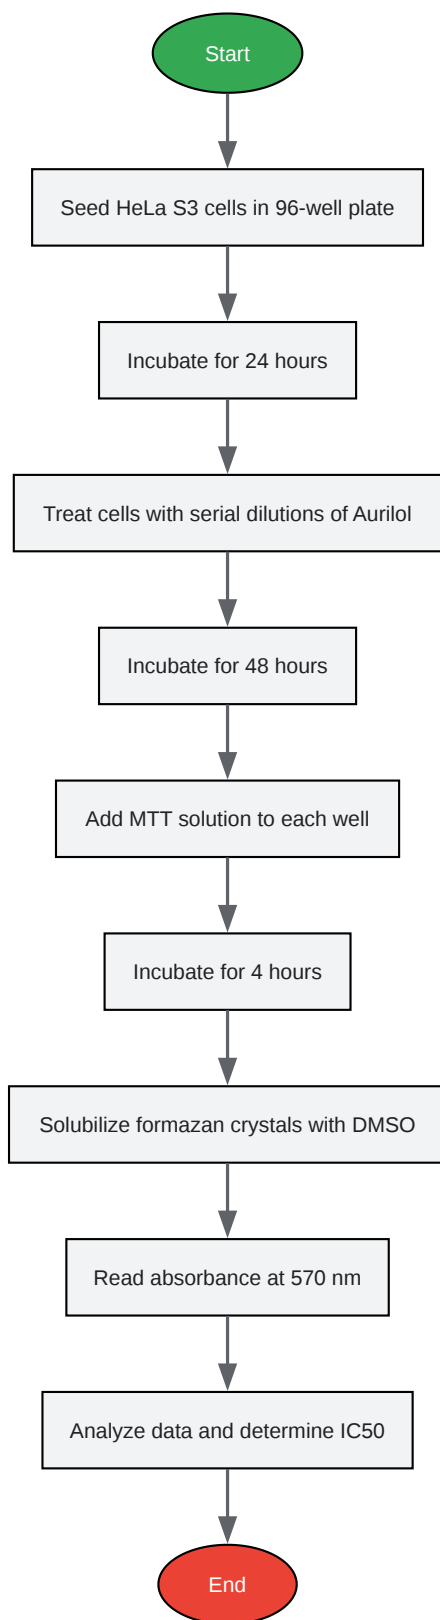 Start
Seed HeLa S3 cells in 96-well plate
Incubate for 24 hours
Treat cells with serial dilutions of Aurilol
Incubate for 48 hours
Add MTT solution to each well
Incubate for 4 hours
Solubilize formazan crystals with DMSO
Read absorbance at 570 nm
Analyze data and determine IC50
End